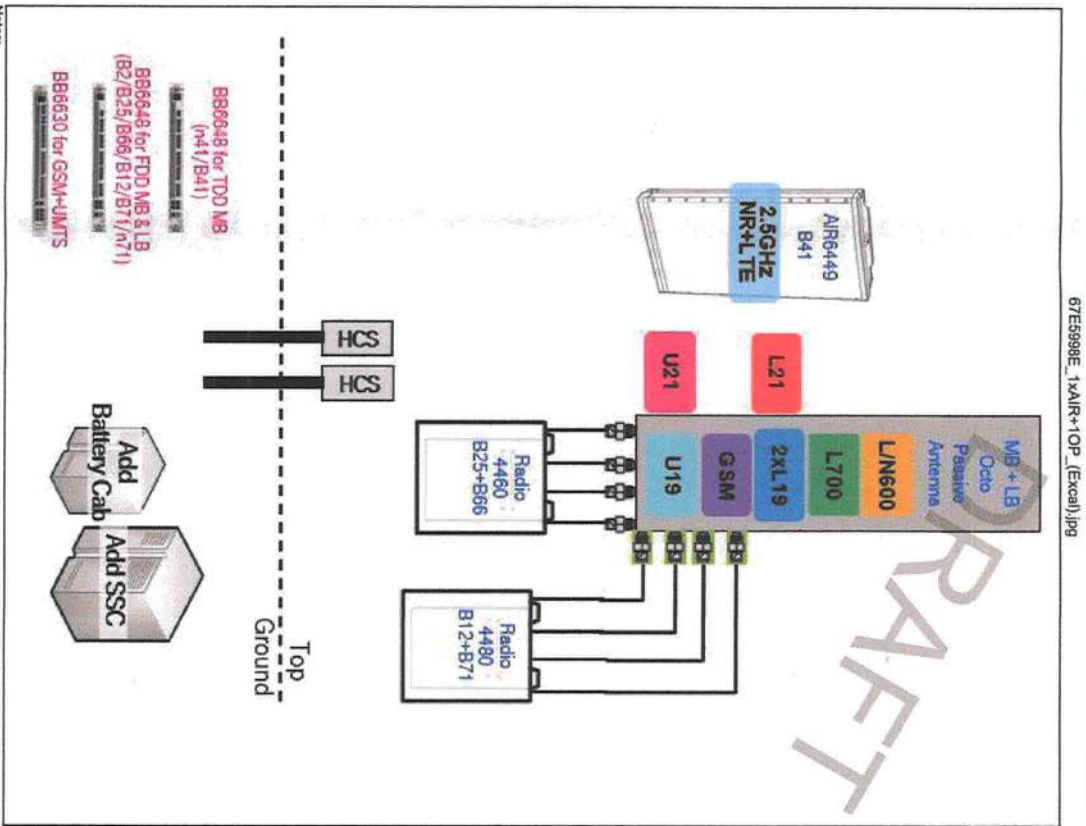 67E5998E_1xAIR+1OP_(Excal).jpg
DRAFT
MB + LB
Octo
Passive
Antenna
L/N600
L700
2XL19
GSM
U19
L21
U21
AIR6449
B41
2.5GHz
NR+LTE
Radio
4460
B25+B66
Radio
4480
B12+B71
HCS
HCS
Top
Ground
BB6648 for TDD MB
(n41/B41)
BB6648 for FDD MB & LB
(B2/B25/B66/B12/B71/n71)
BB6630 for GSM+UMTS
Add
Battery Cab
Add SSC
Notes: